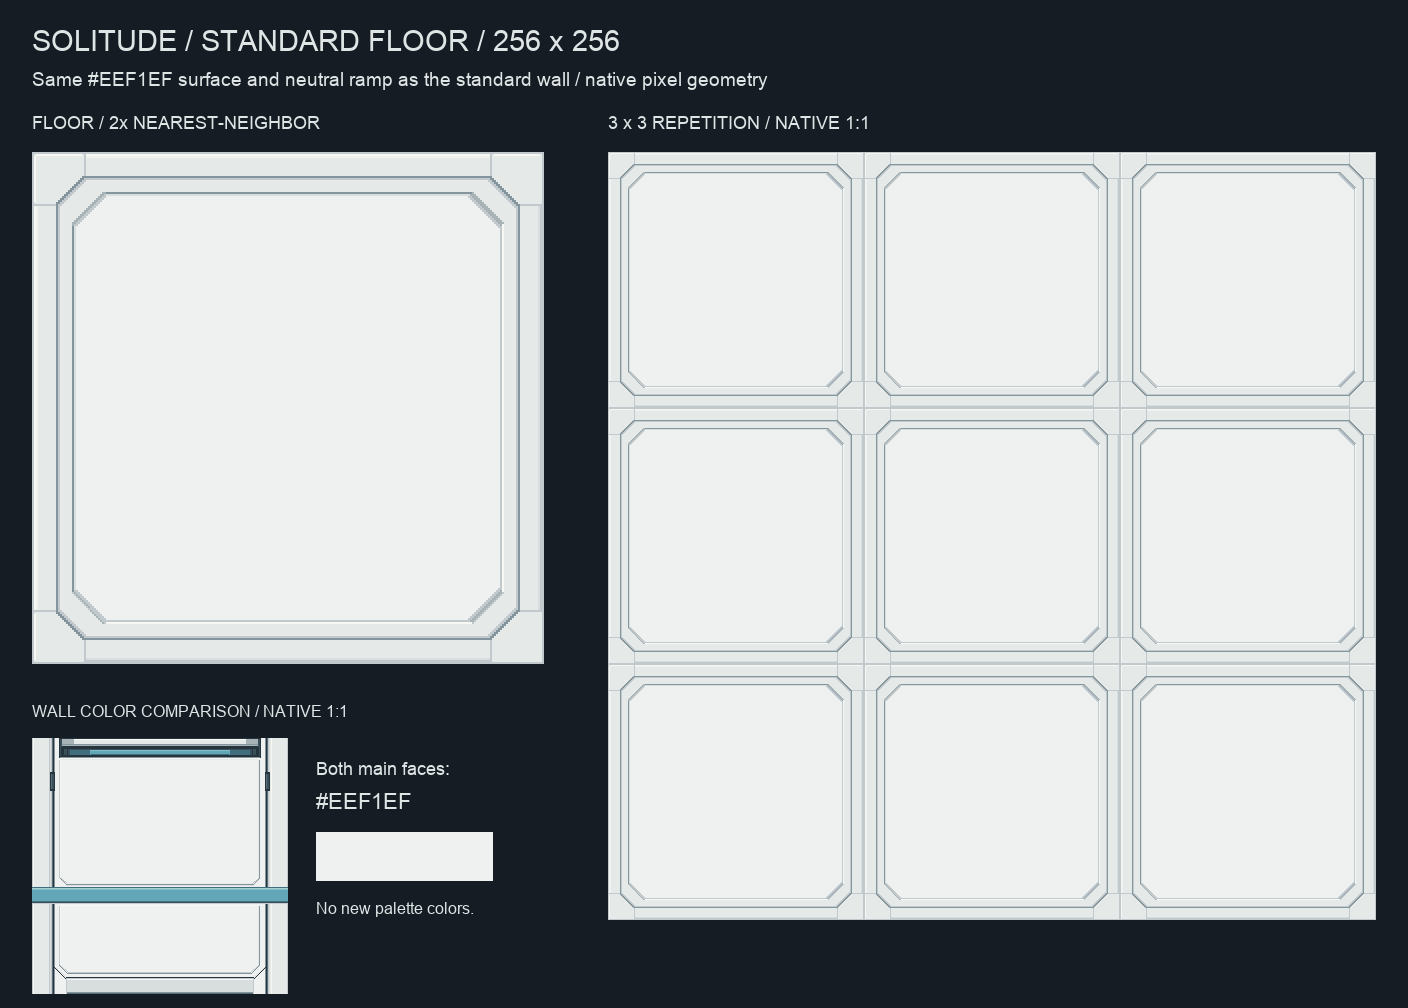 SOLITUDE / STANDARD FLOOR / 256 x 256
Same #EEF1EF surface and neutral ramp as the standard wall / native pixel geometry
FLOOR / 2x NEAREST-NEIGHBOR
3 x 3 REPETITION / NATIVE 1:1
WALL COLOR COMPARISON / NATIVE 1:1
Both main faces:
#EEF1EF
No new palette colors.